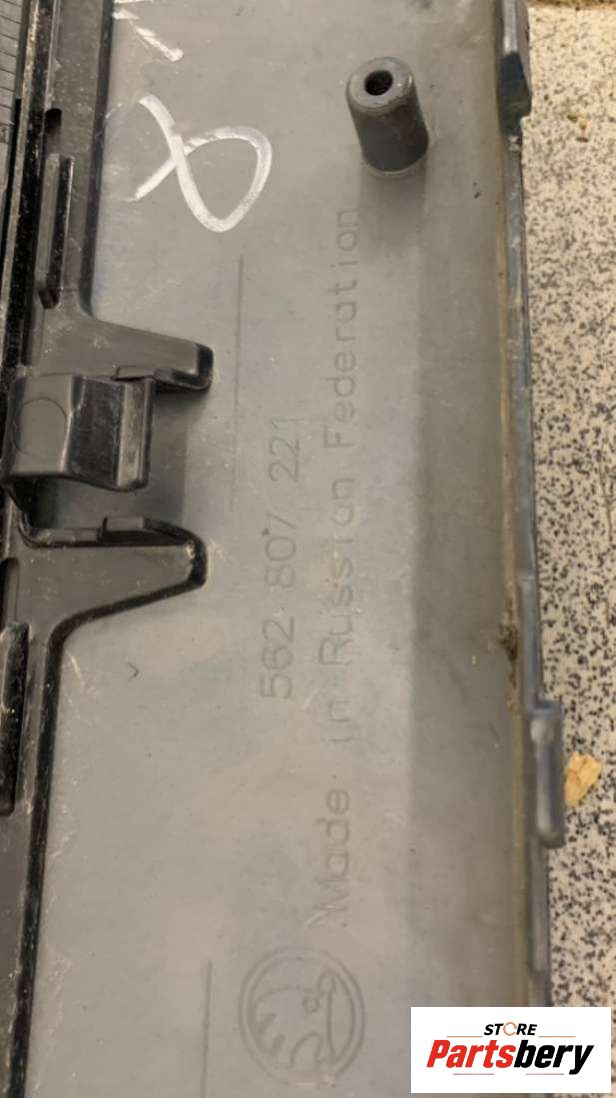 8
562 807 221
Made in Russian Federation
STORE
Partsbery